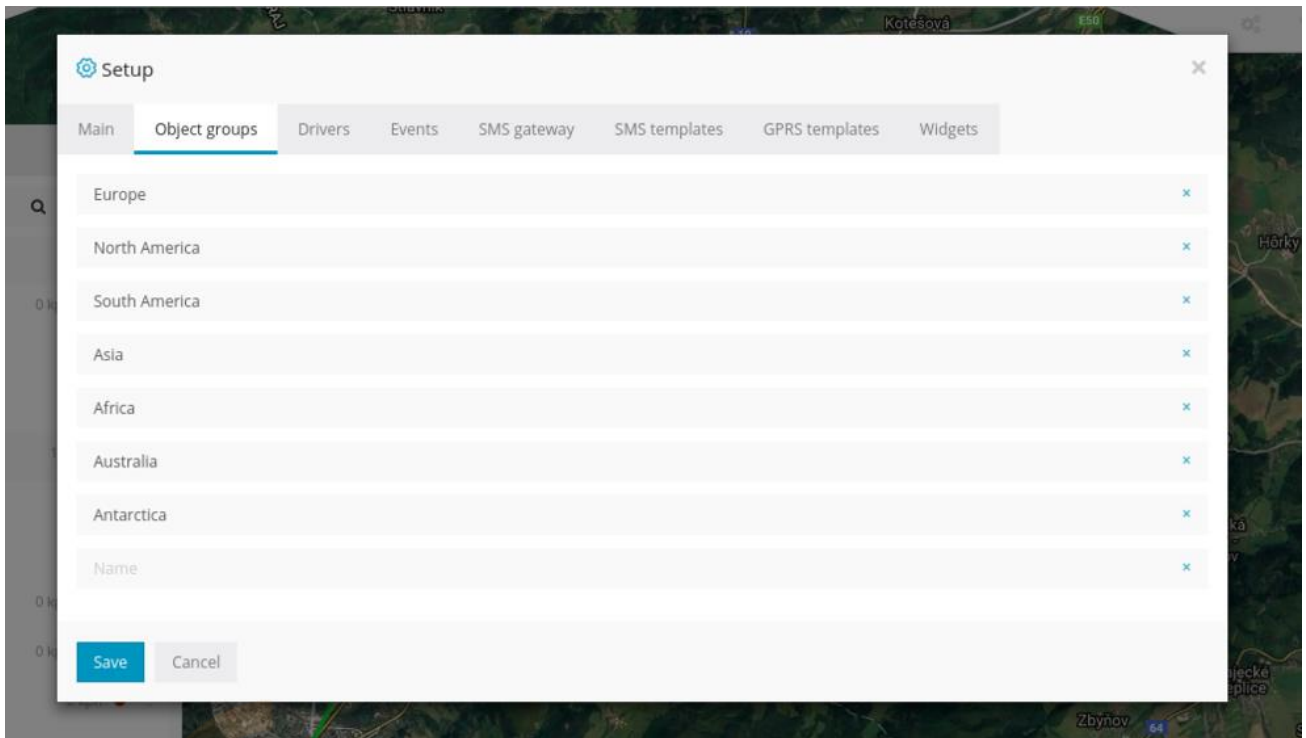 Kotešová
E50
Setup
Main Object groups Drivers Events SMS gateway SMS templates GPRS templates Widgets
Europe
North America
Hôrky
South America
Asia
Africa
Australia
Antarctica
Name
Save Cancel
Zbyňov 64